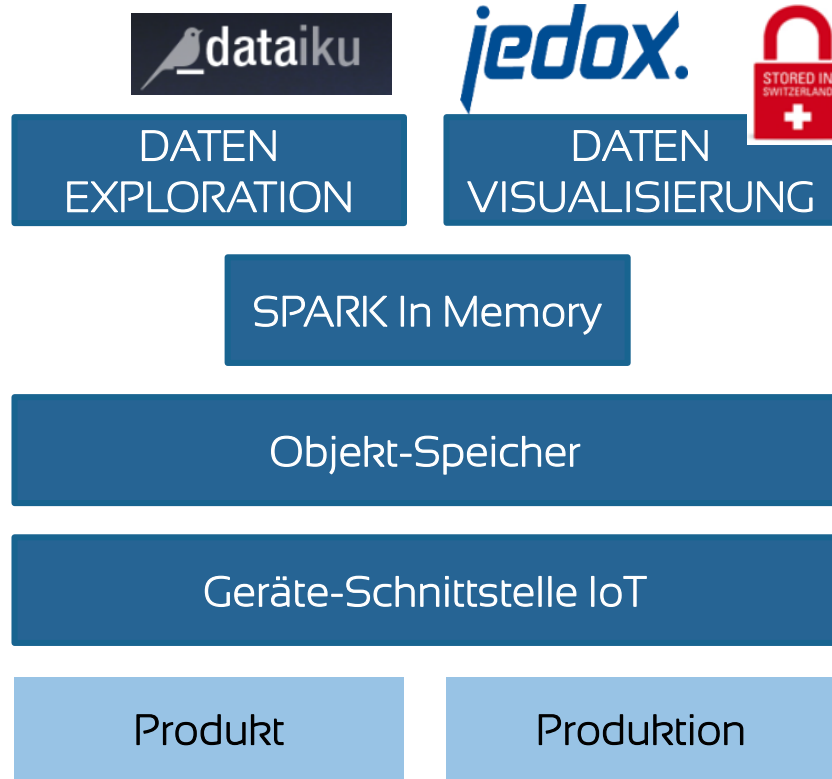 dataiku
jedox.
STORED IN
SWITZERLAND
DATEN
EXPLORATION
DATEN
VISUALISIERUNG
SPARK In Memory
Objekt-Speicher
Geräte-Schnittstelle IoT
Produkt
Produktion